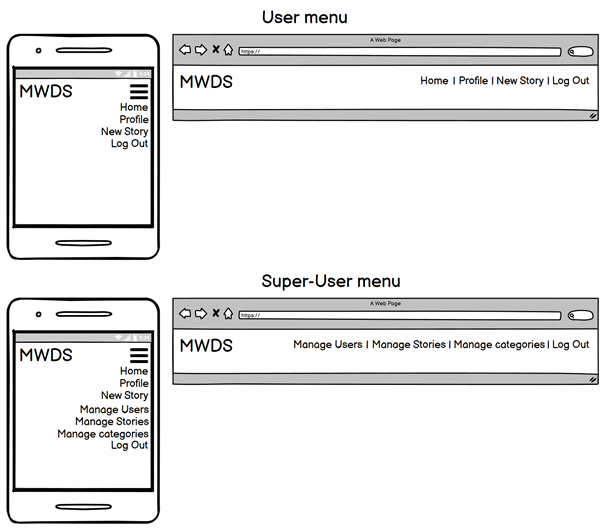 User menu
A Web Page
https://
MWDS
Home
Profile
New Story
Log Out
MWDS
Home | Profile | New Story | Log Out
Super-User menu
A Web Page
https://
MWDS
Home
Profile
New Story
Manage Users
Manage Stories
Manage categories
Log Out
MWDS
Manage Users | Manage Stories | Manage categories | Log Out